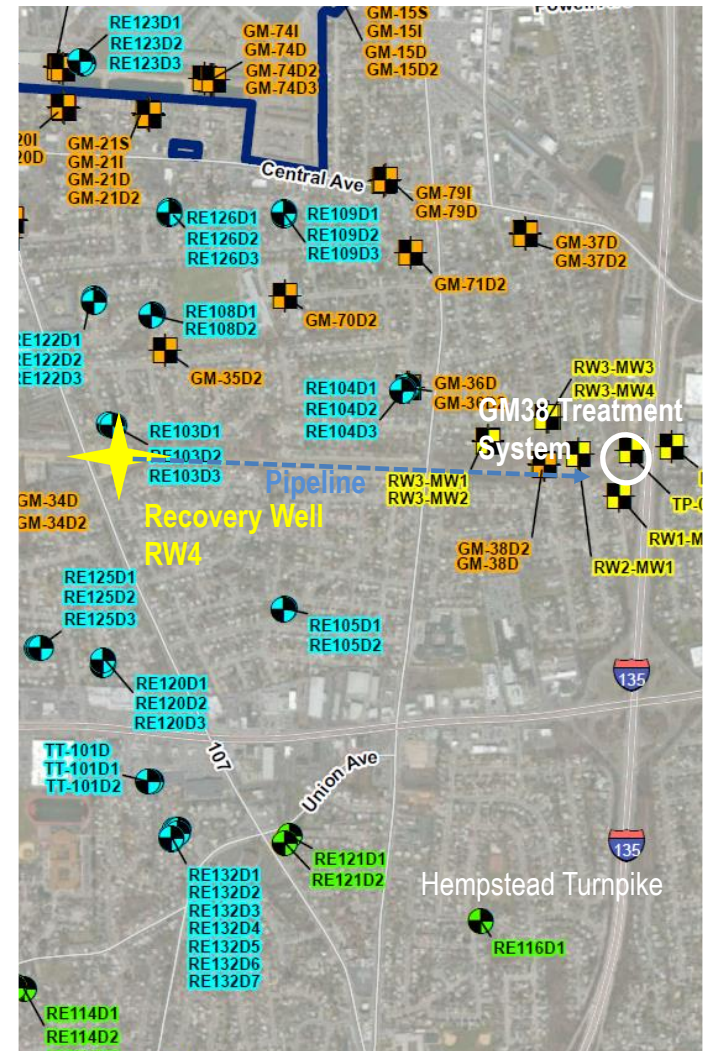 GM-15S
GM-15I
GM-15D
GM-15D2
RE123D1
RE123D2
RE123D3
GM-74I
GM-74D
GM-74D2
GM-74D3
20I
20D
GM-21S
GM-21I
GM-21D
GM-21D2
Central Ave
GM-79I
GM-79D
RE126D1
RE126D2
RE126D3
RE109D1
RE109D2
RE109D3
GM-37D
GM-37D2
GM-71D2
RE122D1
RE122D2
RE122D3
RE108D1
RE108D2
GM-70D2
GM-35D2
RE104D1
RE104D2
RE104D3
GM-36D
RW3-MW3
RW3-MW4
GM38 Treatment
System
RE103D1
RE103D2
RE103D3
Pipeline
RW3-MW1
RW3-MW2
GM-34D
GM-34D2
Recovery Well
RW4
TP-0
RW1-M
GM-38D2
GM-38D
RW2-MW1
RE125D1
RE125D2
RE125D3
RE105D1
RE105D2
RE120D1
RE120D2
RE120D3
135
107
TT-101D
TT-101D1
TT-101D2
Union Ave
RE121D1
RE121D2
135
RE132D1
RE132D2
RE132D3
RE132D4
RE132D5
RE132D6
RE132D7
Hempstead Turnpike
RE116D1
RE114D1
RE114D2